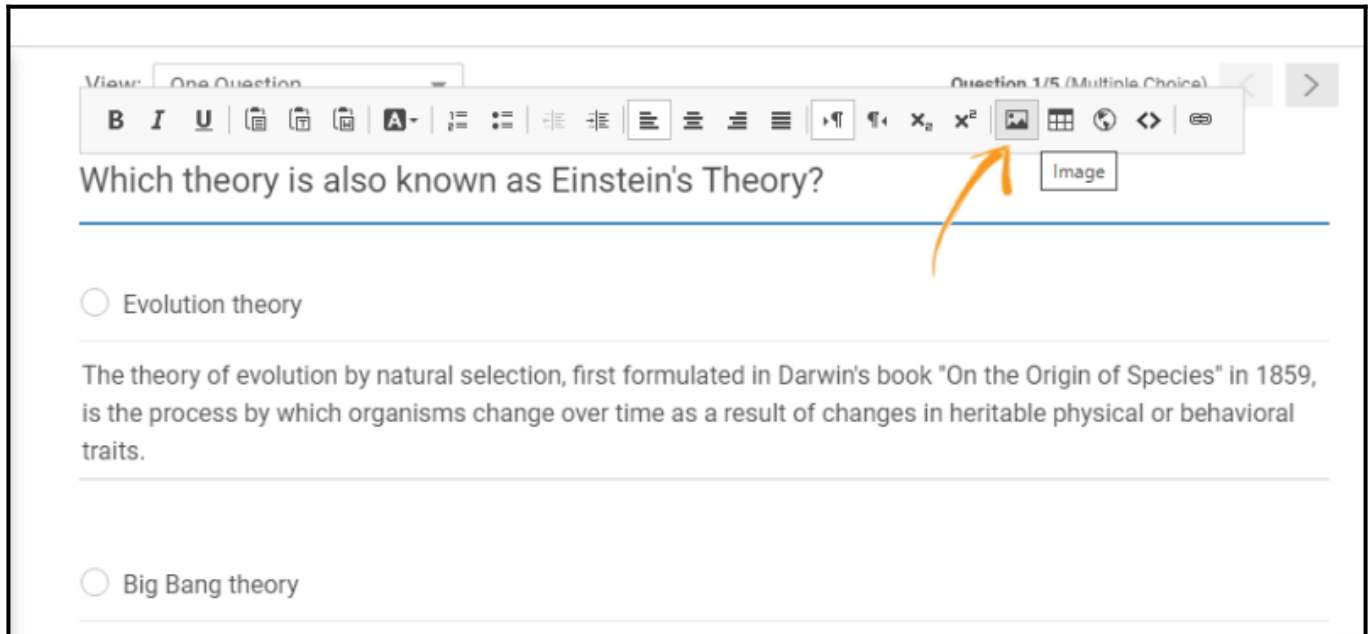 View: One Question Question 1/5 (Multiple Choice)
B I U
Image
Which theory is also known as Einstein's Theory?
Evolution theory
The theory of evolution by natural selection, first formulated in Darwin's book "On the Origin of Species" in 1859,
is the process by which organisms change over time as a result of changes in heritable physical or behavioral
traits.
Big Bang theory